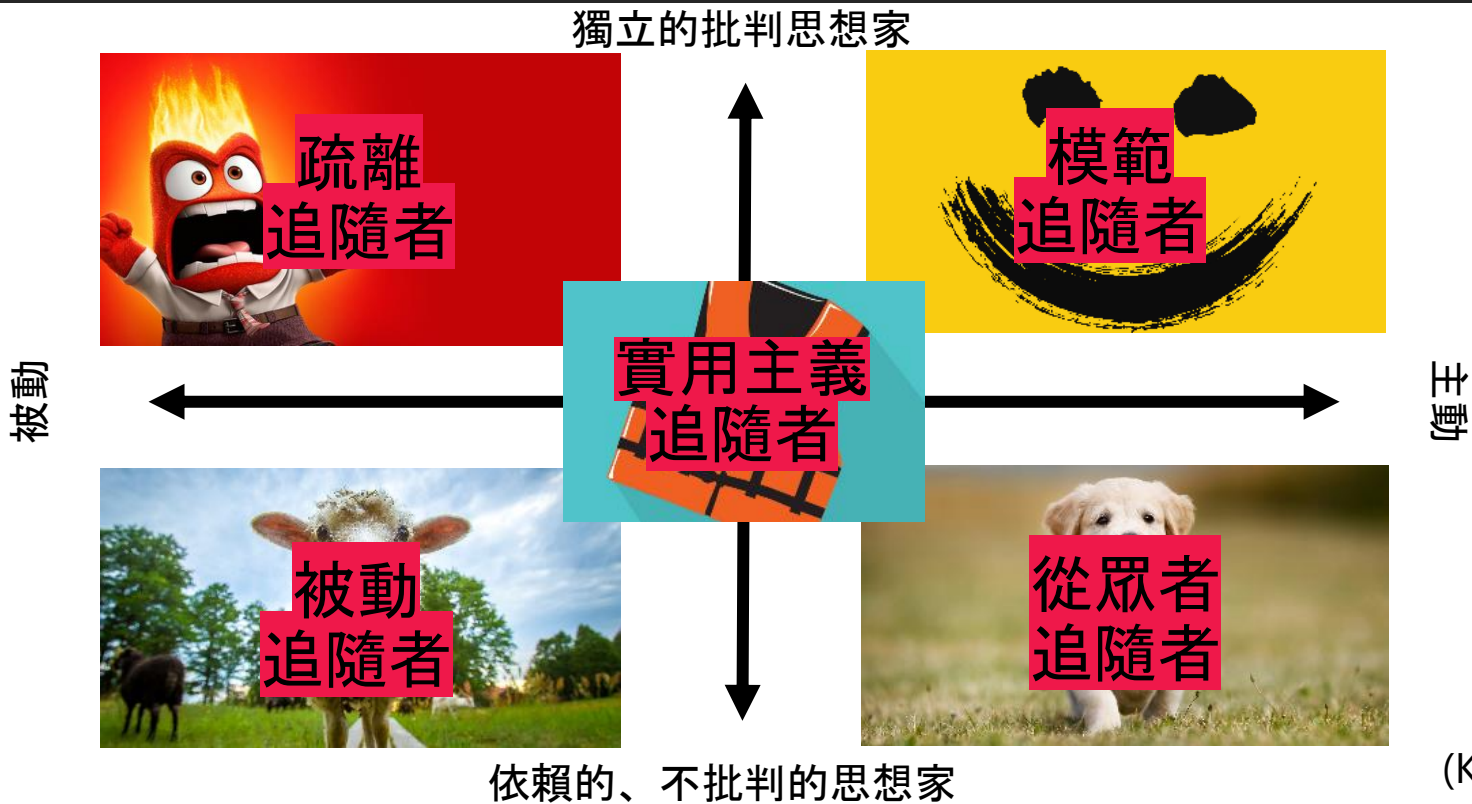 獨立的批判思想家
疏離
追隨者
模範
追隨者
實用主義
追隨者
被動
主動
被動
追隨者
從眾者
追隨者
依賴的、不批判的思想家
(K